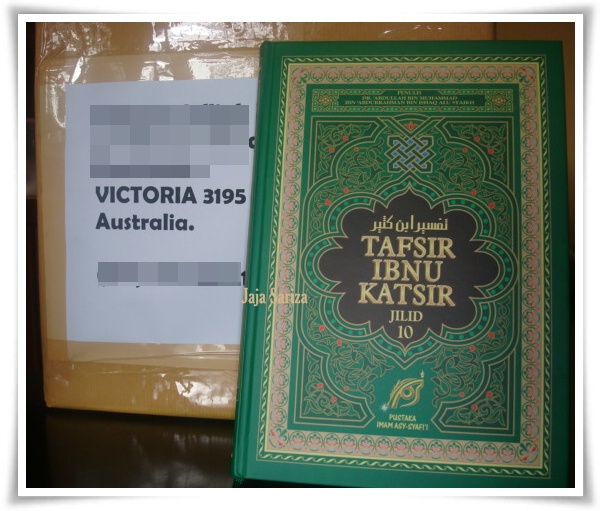 VICTORIA 3195
Australia.
Jaja Sariza
PENULIS
DR. 'ABDULLAH BIN MUHAMMAD
BIN 'ABDURRAHMAN BIN ISHAQ ALU SYAIKH
تفسير ابن كثير
TAFSIR
IBNU
KATSIR
JILID
10
PUSTAKA
IMAM ASY-SYAFI'I